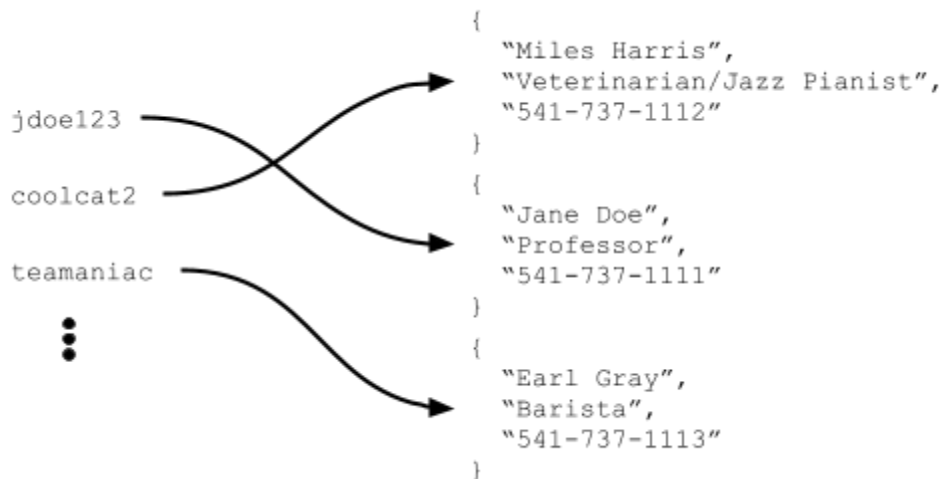 jdoe123
coolcat2
teamaniac
{
“Miles Harris”,
“Veterinarian/Jazz Pianist”,
“541-737-1112”
}
{
“Jane Doe”,
“Professor”,
“541-737-1111”
}
{
“Earl Gray”,
“Barista”,
“541-737-1113”
}